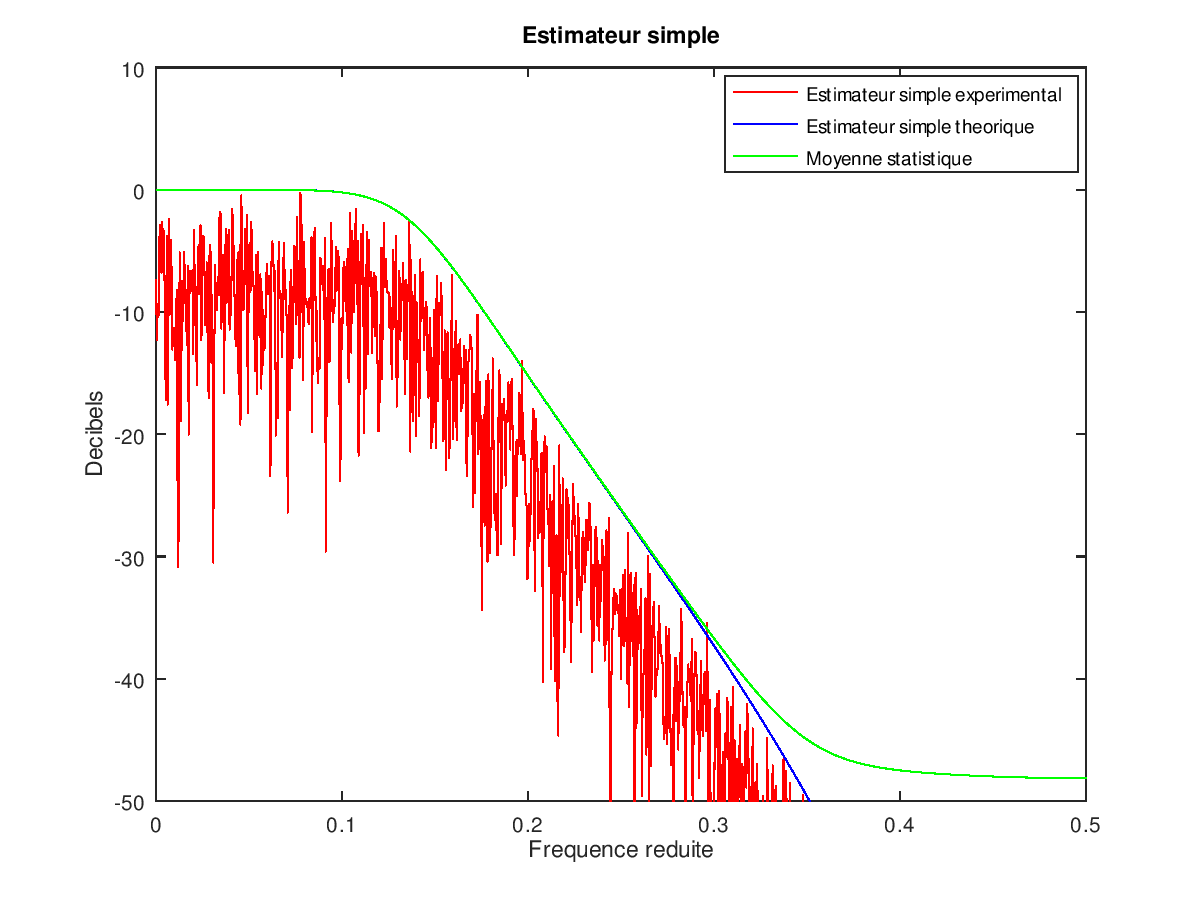 Estimateur simple
10
0
-10
-20
-30
-40
-50
Decibels
Estimateur simple experimental
Estimateur simple theorique
Moyenne statistique
0
0.1
0.2
0.3
0.4
0.5
Frequence reduite